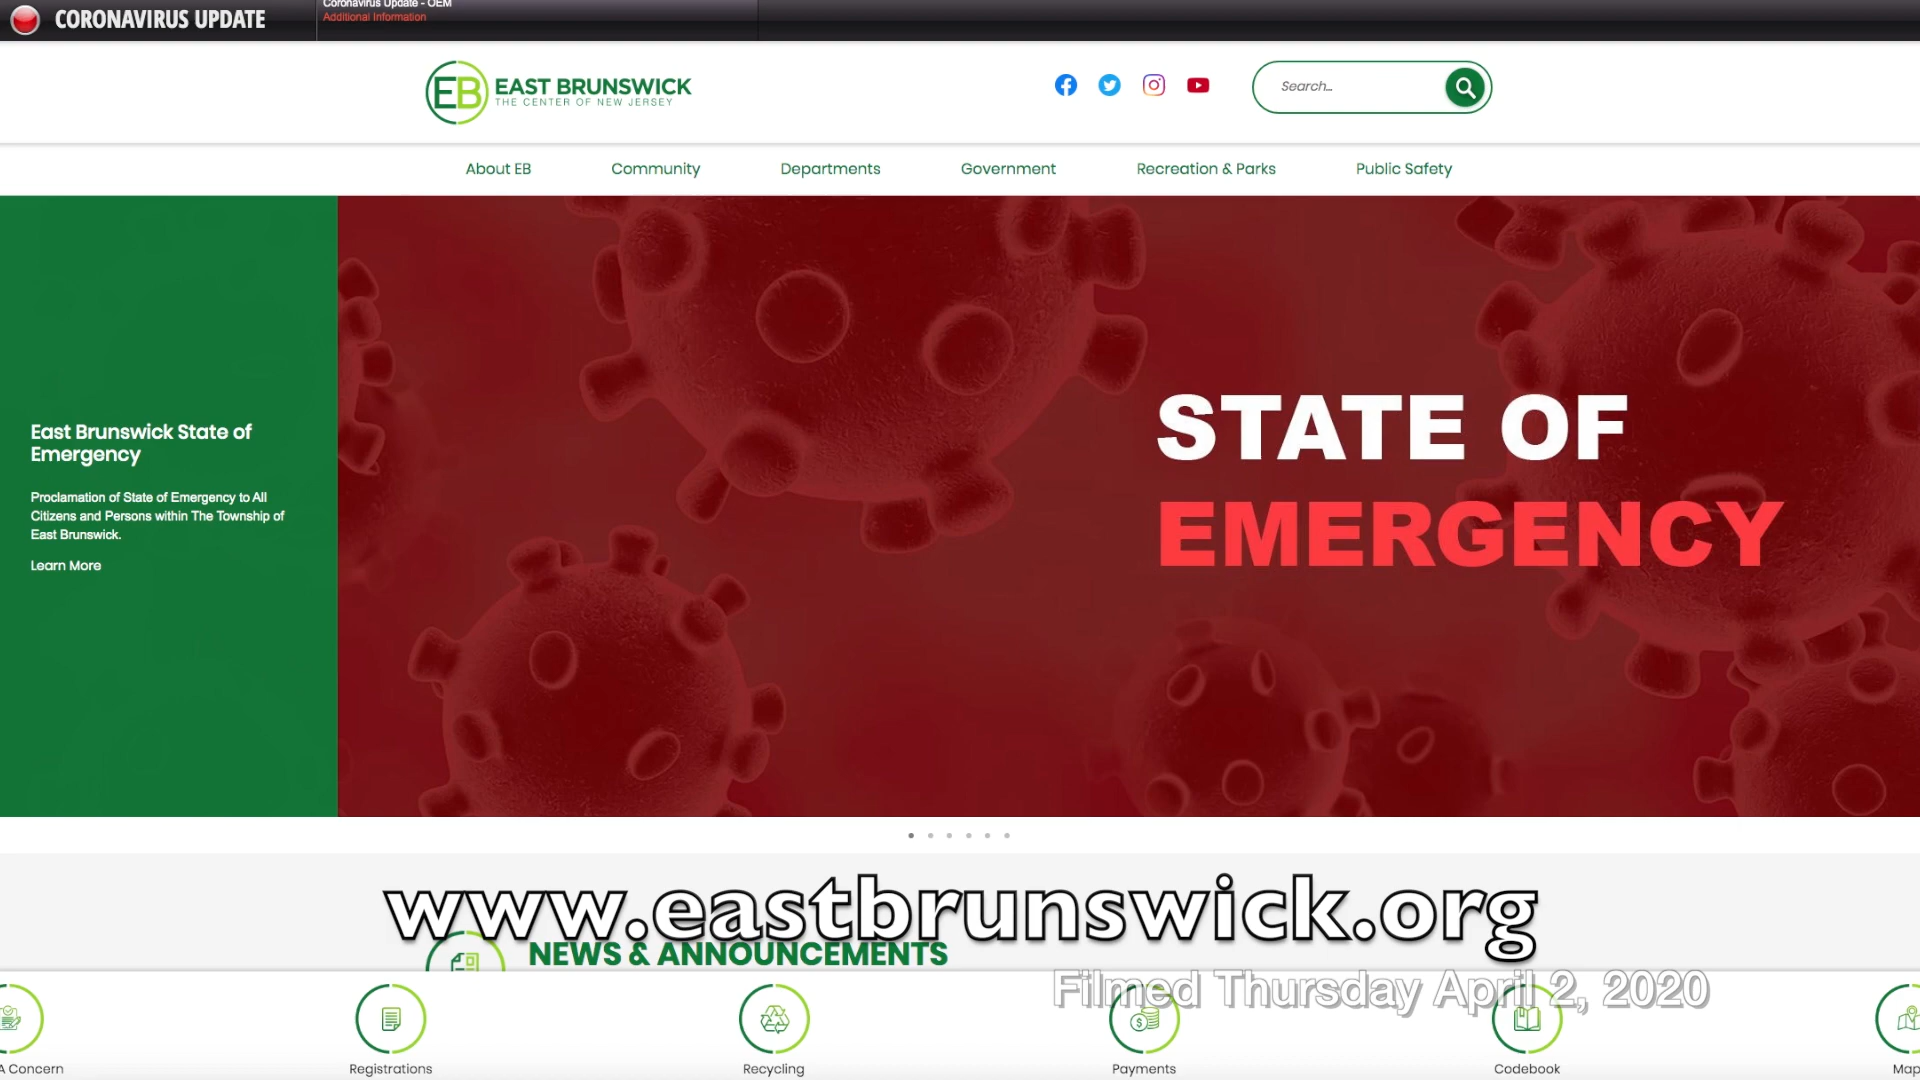 CORONAVIRUS UPDATE
Coronavirus Update - OEM
Additional Information
EB EAST BRUNSWICK
THE CENTER OF NEW JERSEY
Search...
About EB
Community
Departments
Government
Recreation & Parks
Public Safety
East Brunswick State of
Emergency
Proclamation of State of Emergency to All
Citizens and Persons within The Township of
East Brunswick.
Learn More
STATE OF
EMERGENCY
www.eastbrunswick.org
NEWS & ANNOUNCEMENTS
Filmed Thursday April 2, 2020
A Concern
Registrations
Recycling
Payments
Codebook
Map